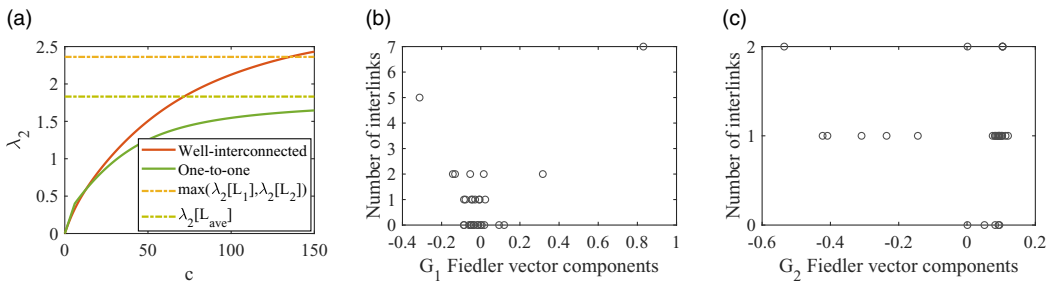 (a)
2.5
2
1.5
1
0.5
0
λ2
0 50 100 150
c
Well-interconnected
One-to-one
max(λ2[L1],λ2[L2])
λ2[Lave]
(b)
7
6
5
4
3
2
1
0
Number of interlinks
-0.4 -0.2 0 0.2 0.4 0.6 0.8 1
G1 Fiedler vector components
(c)
2
1
0
Number of interlinks
-0.6 -0.4 -0.2 0 0.2
G2 Fiedler vector components